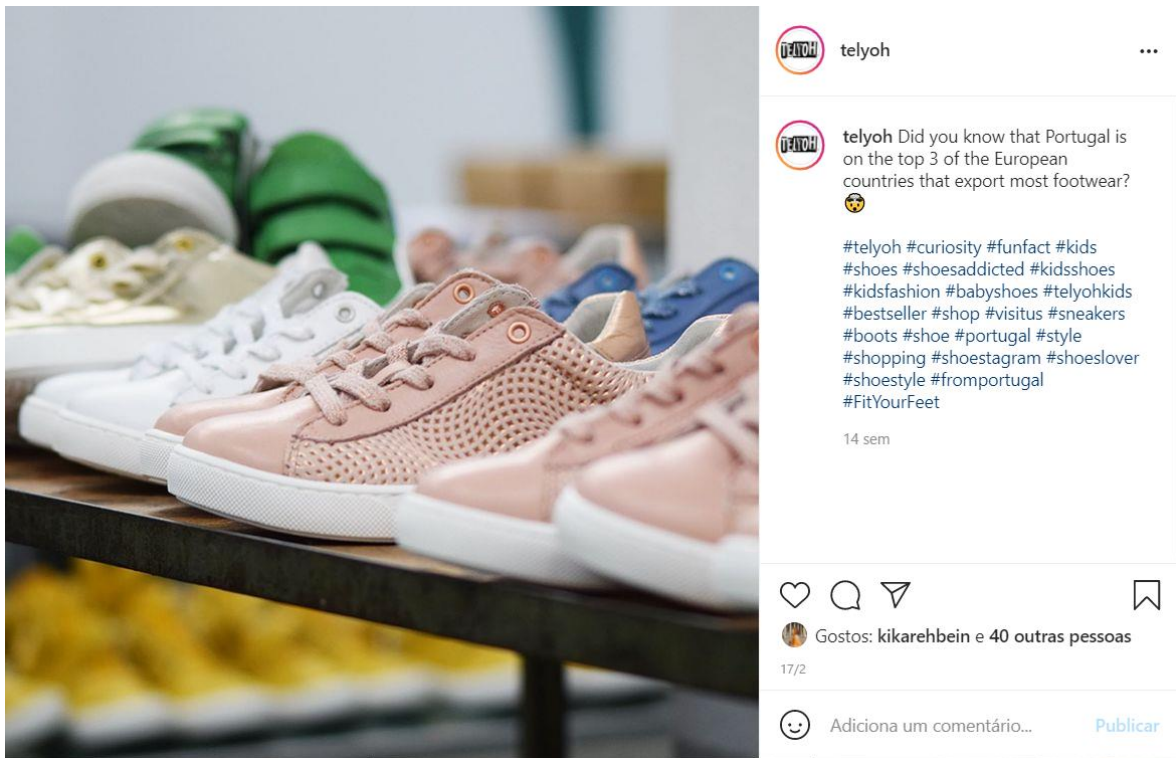 TELYOH
telyoh
TELYOH
telyoh Did you know that Portugal is
on the top 3 of the European
countries that export most footwear?
🤯
#telyoh #curiosity #funfact #kids
#shoes #shoesaddicted #kidsshoes
#kidsfashion #babyshoes #telyohkids
#bestseller #shop #visitus #sneakers
#boots #shoe #portugal #style
#shopping #shoestagram #shoeslover
#shoestyle #fromportugal
#FitYourFeet
14 sem
Gostos: kikarehbein e 40 outras pessoas
17/2
Adiciona um comentário... Publicar